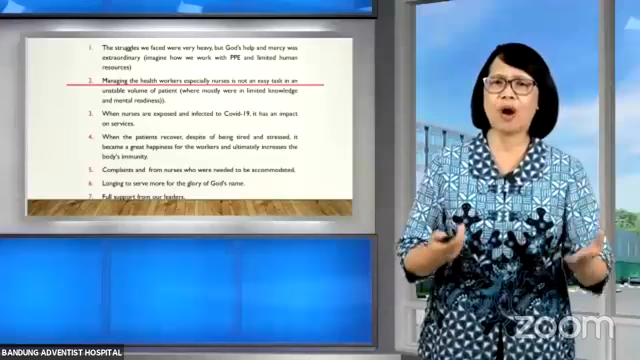 1. The struggles we faced were very heavy, but God's help and mercy was
extraordinary (imagine how we work with PPE and limited human
resources)
2. Managing the health workers especially nurses is not an easy task in an
unstable volume of patient (where mostly were in limited knowledge
and mental readiness)).
3. When nurses are exposed and infected to Covid-19, it has an impact
on services.
4. When the patients recover, despite of being tired and stressed, it
became a great happiness for the workers and ultimately increases the
body's immunity.
5. Complaints and from nurses who were needed to be accommodated.
6. Longing to serve more for the glory of God's name.
7. Full support from our leaders.
zoom
BANDUNG ADVENTIST HOSPITAL